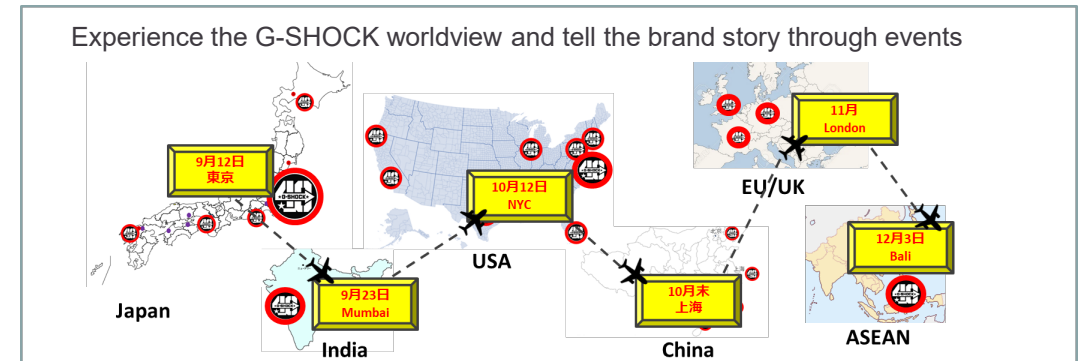 Experience the G-SHOCK worldview and tell the brand story through events
9月12日
東京
Japan
9月23日
Mumbai
India
10月12日
NYC
USA
10月末
上海
China
11月
London
EU/UK
12月3日
Bali
ASEAN
G-SHOCK